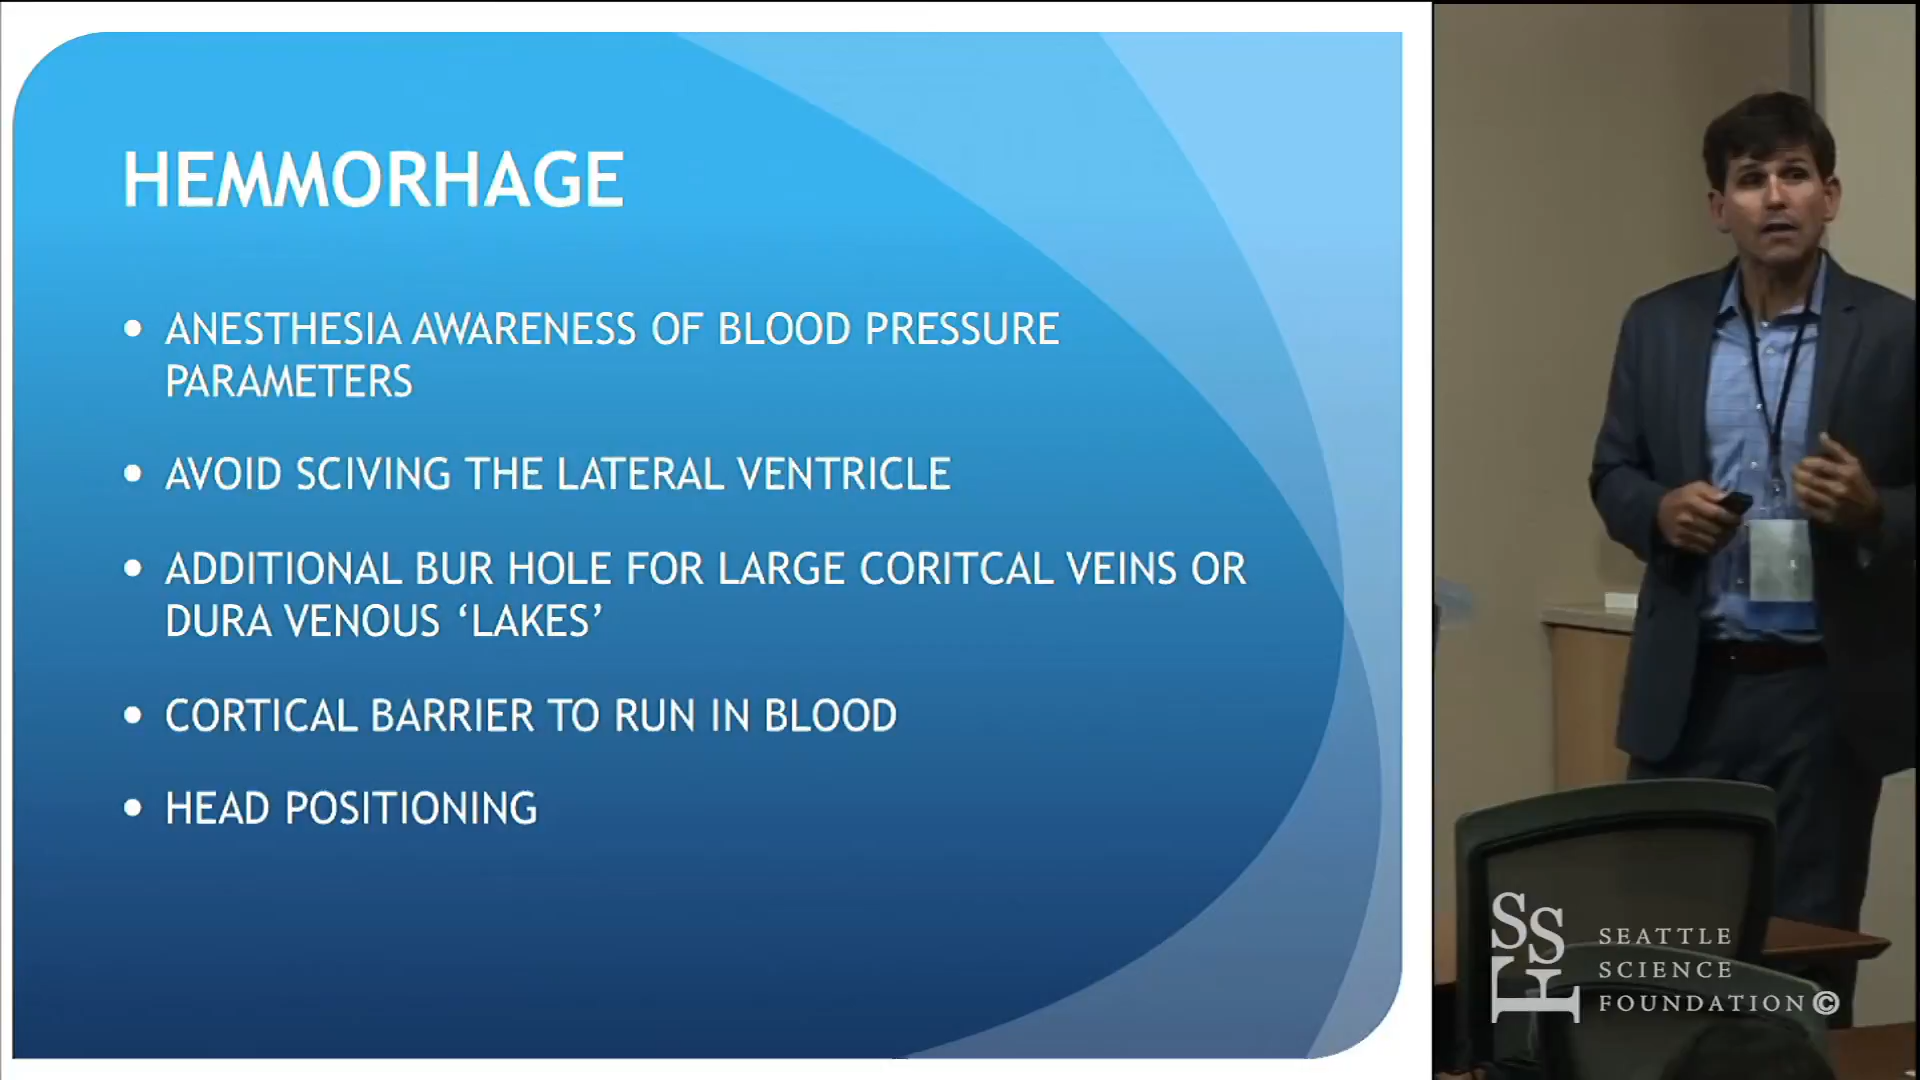 HEMMORHAGE
• ANESTHESIA AWARENESS OF BLOOD PRESSURE
PARAMETERS
• AVOID SCIVING THE LATERAL VENTRICLE
• ADDITIONAL BUR HOLE FOR LARGE CORITCAL VEINS OR
DURA VENOUS ‘LAKES’
• CORTICAL BARRIER TO RUN IN BLOOD
• HEAD POSITIONING
SSF
SEATTLE
SCIENCE
FOUNDATION©